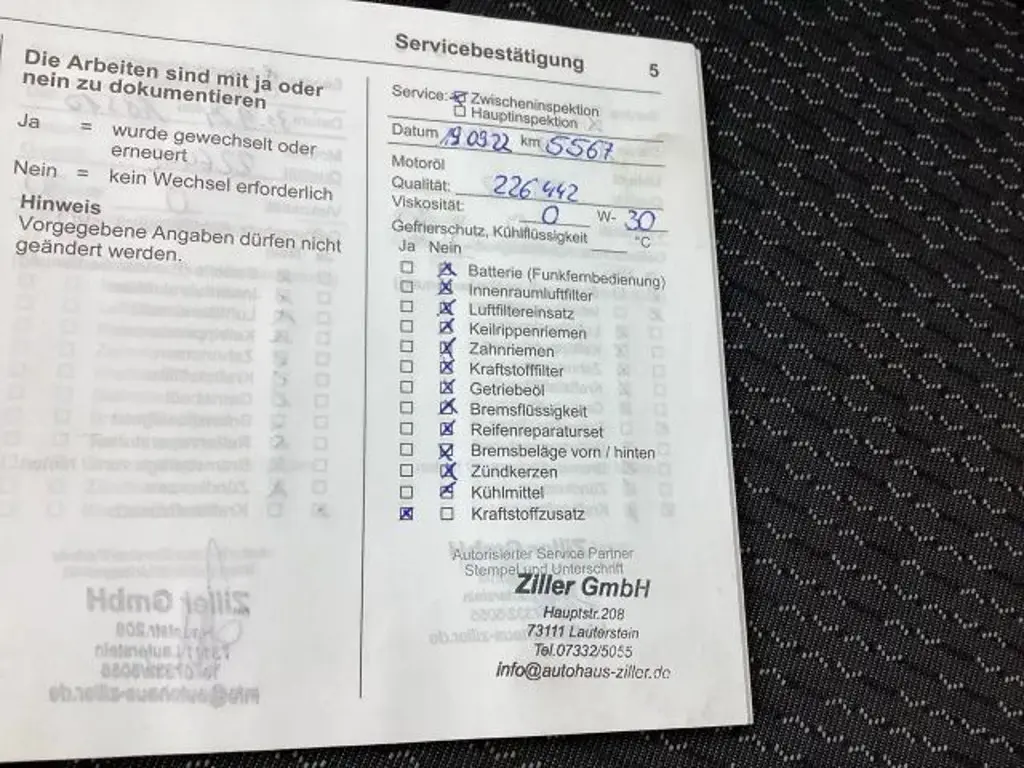 Servicebestätigung 5
Die Arbeiten sind mit ja oder
nein zu dokumentieren
Ja = wurde gewechselt oder
erneuert
Nein = kein Wechsel erforderlich
Hinweis
Vorgegebene Angaben dürfen nicht
geändert werden.
Service: Zwischeninspektion
Hauptinspektion
Datum 19 09 22 km 5567
Motoröl
Qualität: 226442
Viskosität: 0 W- 30
Gefrierschutz, Kühlflüssigkeit °C
Ja Nein
Batterie (Funkfernbedienung)
Innenraumluftfilter
Luftfiltereinsatz
Keilrippenriemen
Zahnriemen
Kraftstofffilter
Getriebeöl
Bremsflüssigkeit
Reifenreparaturset
Bremsbeläge vorn / hinten
Zündkerzen
Kühlmittel
Kraftstoffzusatz
Autorisierter Service Partner
Stempel und Unterschrift
Ziller GmbH
Hauptstr. 208
73111 Lauterstein
Tel.07332/5055
info@autohaus-ziller.de